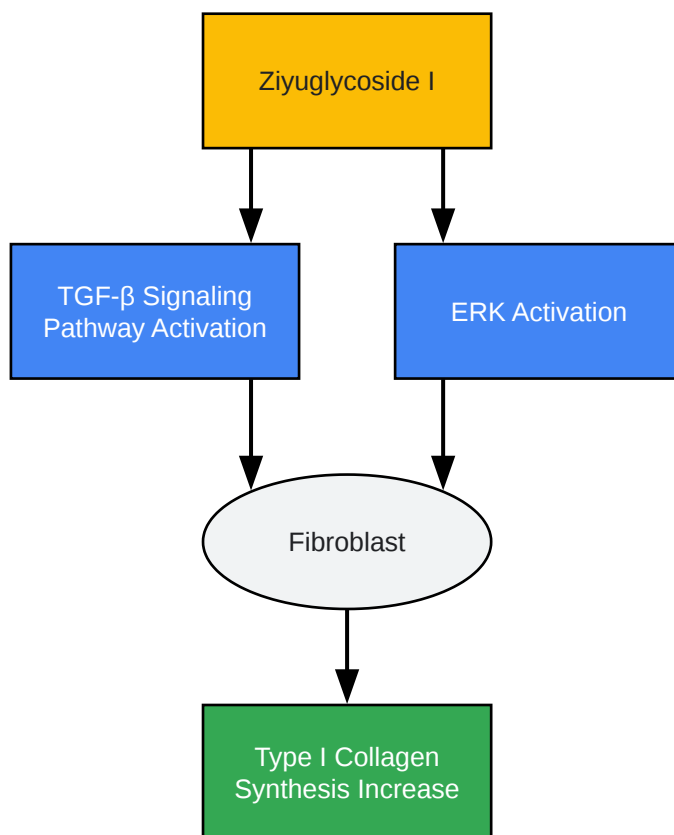 Ziyuglycoside I
TGF-β Signaling
Pathway Activation
ERK Activation
Fibroblast
Type I Collagen
Synthesis Increase